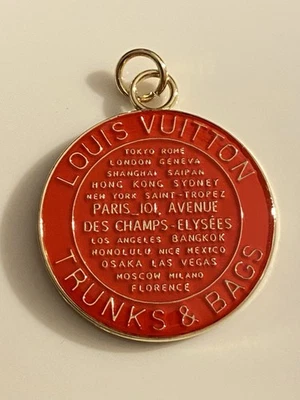 LOUIS VUITTON
TOKYO ROME
LONDON GENEVA
SHANGHAI SAIPAN
HONG KONG SYDNEY
NEW YORK SAINT-TROPEZ
PARIS_101, AVENUE
DES CHAMPS-ELYSÉES
LOS ANGELES BANGKOK
HONOLULU NICE MEXICO
OSAKA LAS VEGAS
MOSCOW MILANO
FLORENCE
TRUNKS & BAGS